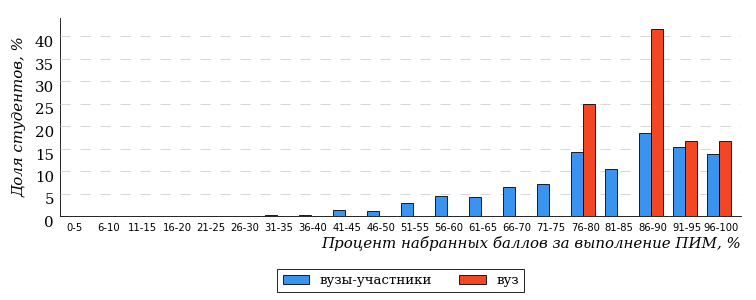 Доля студентов, %
40
35
30
25
20
15
10
5
0
0-5 6-10 11-15 16-20 21-25 26-30 31-35 36-40 41-45 46-50 51-55 56-60 61-65 66-70 71-75 76-80 81-85 86-90 91-95 96-100
Процент набранных баллов за выполнение ПИМ, %
вузы-участники вуз